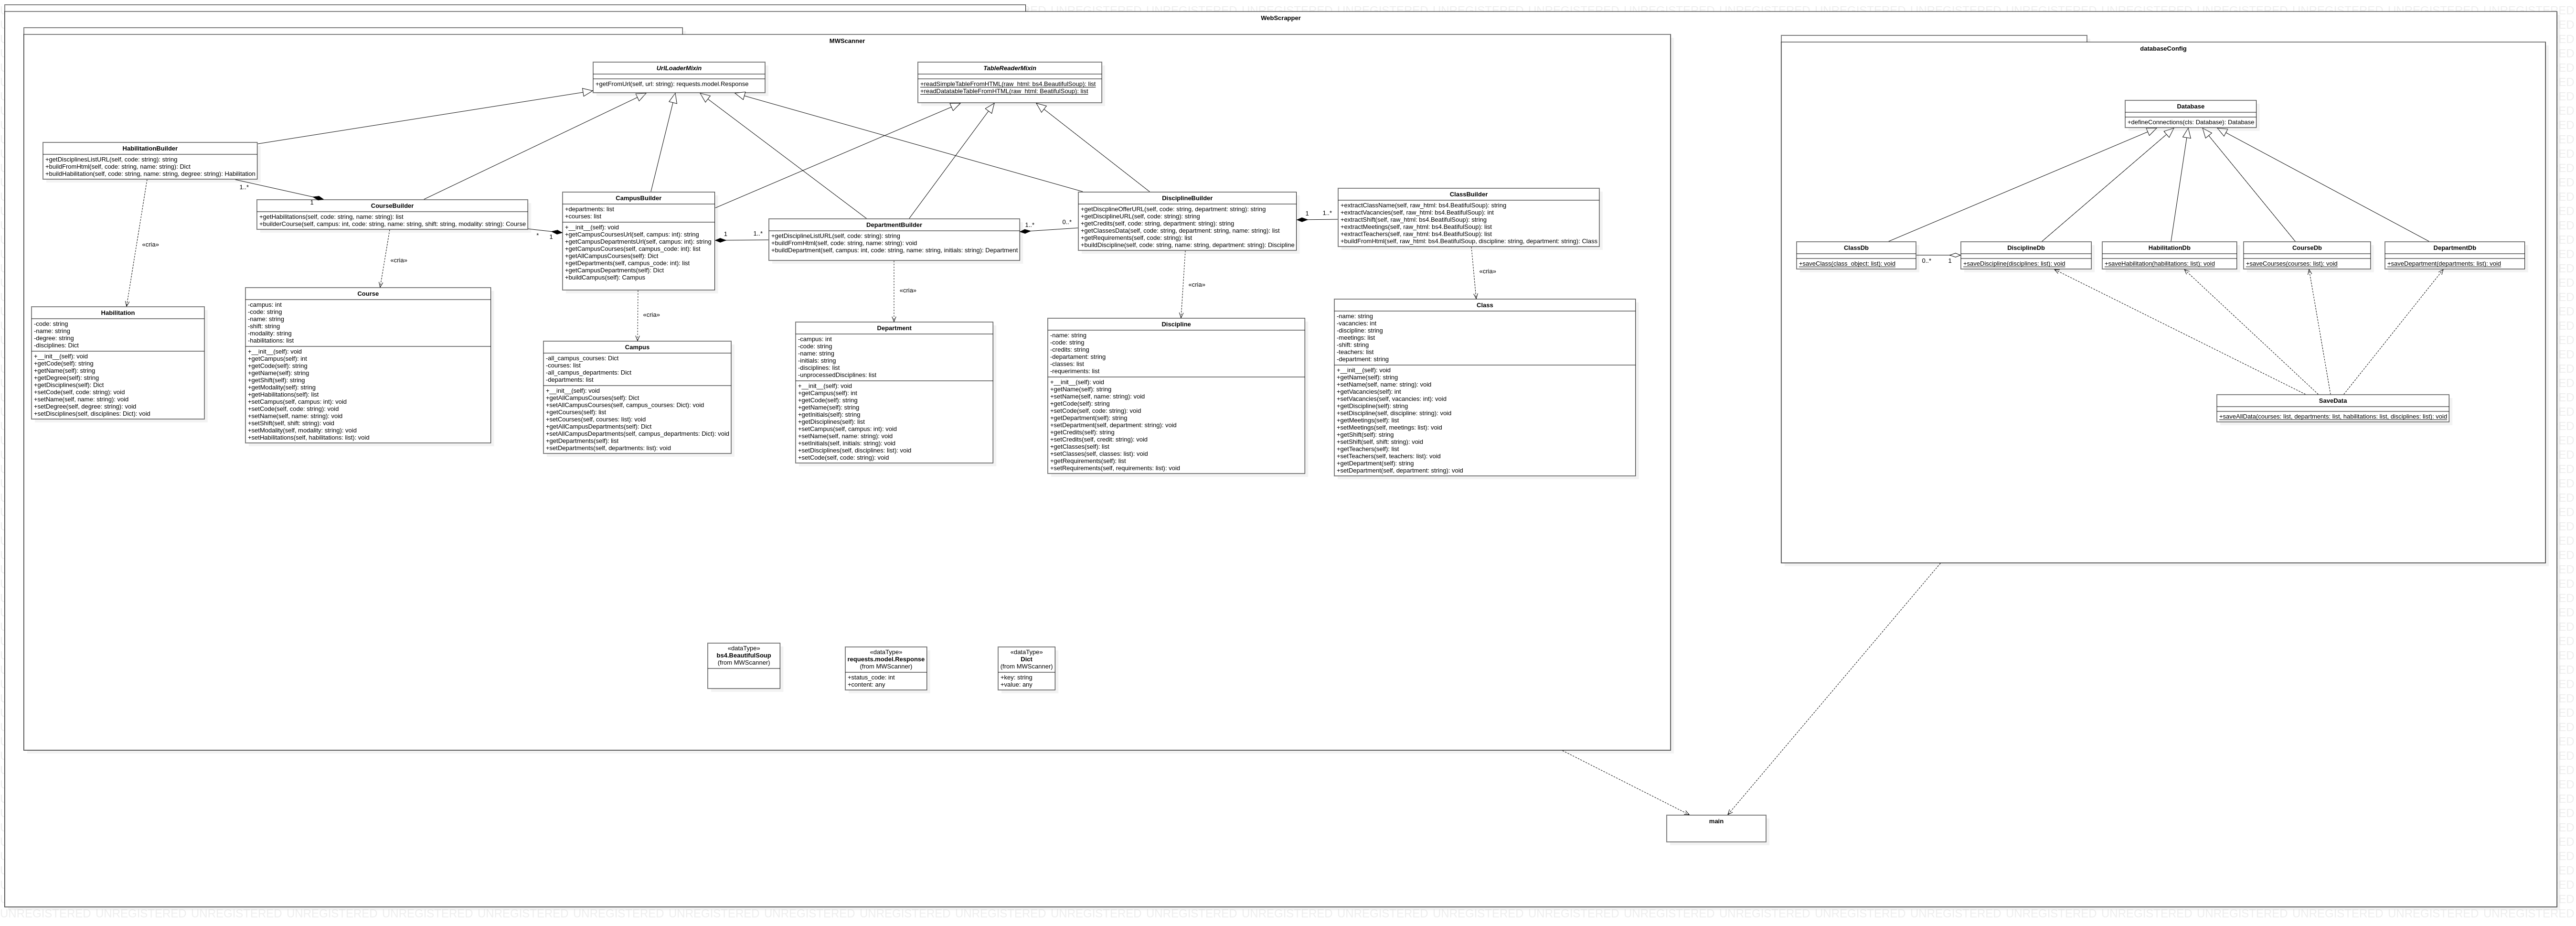 WebScrapper
MWScanner
UrlLoaderMixin
+getFromUrl(self, url: string): requests.model.Response
TableReaderMixin
+readSimpleTableFromHTML(raw_html: bs4.BeautifulSoup): list
+readDatatableTableFromHTML(raw_html: BeatifulSoup): list
HabilitationBuilder
+getDisciplinesListURL(self, code: string): string
+buildFromHtml(self, code: string, name: string): Dict
+buildHabilitation(self, code: string, name: string, degree: string): Habilitation
1..*
1
CourseBuilder
+getHabilitations(self, code: string, name: string): list
+builderCourse(self, campus: int, code: string, name: string, shift: string, modality: string): Course
*
1
CampusBuilder
+departments: list
+courses: list
+__init__(self): void
+getCampusCoursesUrl(self, campus: int): string
+getCampusDepartmentsUrl(self, campus: int): string
+getCampusCourses(self, campus_code: int): list
+getAllCampusCourses(self): Dict
+getDepartments(self, campus_code: int): list
+getCampusDepartments(self): Dict
+buildCampus(self): Campus
1
1..*
DepartmentBuilder
+getDisciplineListURL(self, code: string): string
+buildFromHtml(self, code: string, name: string): void
+buildDepartment(self, campus: int, code: string, name: string, initials: string): Department
1..*
0..*
DisciplineBuilder
+getDiscplineOfferURL(self, code: string, department: string): string
+getDisciplineURL(self, code: string): string
+getCredits(self, code: string, department: string): string
+getClassesData(self, code: string, department: string, name: string): list
+getRequirements(self, code: string): list
+buildDiscipline(self, code: string, name: string, department: string): Discipline
1
1..*
ClassBuilder
+extractClassName(self, raw_html: bs4.BeatifulSoup): string
+extractVacancies(self, raw_html: bs4.BeatifulSoup): int
+extractShift(self, raw_html: bs4.BeatifulSoup): string
+extractMeetings(self, raw_html: bs4.BeatifulSoup): list
+extractTeachers(self, raw_html: bs4.BeatifulSoup): list
+buildFromHtml(self, raw_html: bs4.BeatifulSoup, discipline: string, department: string): Class
«cria»
«cria»
«cria»
«cria»
«cria»
«cria»
Habilitation
-code: string
-name: string
-degree: string
-disciplines: Dict
+__init__(self): void
+getCode(self): string
+getName(self): string
+getDegree(self): string
+getDisciplines(self): Dict
+setCode(self, code: string): void
+setName(self, name: string): void
+setDegree(self, degree: string): void
+setDisciplines(self, disciplines: Dict): void
Course
-campus: int
-code: string
-name: string
-shift: string
-modality: string
-habilitations: list
+__init__(self): void
+getCampus(self): int
+getCode(self): string
+getName(self): string
+getShift(self): string
+getModality(self): string
+getHabilitations(self): list
+setCampus(self, campus: int): void
+setCode(self, code: string): void
+setName(self, name: string): void
+setShift(self, shift: string): void
+setModality(self, modality: string): void
+setHabilitations(self, habilitations: list): void
Campus
-all_campus_courses: Dict
-courses: list
-all_campus_departments: Dict
-departments: list
+__init__(self): void
+getAllCampusCourses(self): Dict
+setAllCampusCourses(self, campus_courses: Dict): void
+getCourses(self): list
+setCourses(self, courses: list): void
+getAllCampusDepartments(self): Dict
+setAllCampusDepartments(self, campus_departments: Dict): void
+getDepartments(self): list
+setDepartments(self, departments: list): void
Department
-campus: int
-code: string
-name: string
-initials: string
-disciplines: list
-unprocessedDisciplines: list
+__init__(self): void
+getCampus(self): int
+getCode(self): string
+getName(self): string
+getInitials(self): string
+getDisciplines(self): list
+setCampus(self, campus: int): void
+setName(self, name: string): void
+setInitials(self, initials: string): void
+setDisciplines(self, disciplines: list): void
+setCode(self, code: string): void
Discipline
-name: string
-code: string
-credits: string
-departament: string
-classes: list
-requeriments: list
+__init__(self): void
+getName(self): string
+setName(self, name: string): void
+getCode(self): string
+setCode(self, code: string): void
+getDepartment(self): string
+setDepartment(self, department: string): void
+getCredits(self): string
+setCredits(self, credit: string): void
+getClasses(self): list
+setClasses(self, classes: list): void
+getRequirements(self): list
+setRequirements(self, requirements: list): void
Class
-name: string
-vacancies: int
-discipline: string
-meetings: list
-shift: string
-teachers: list
-department: string
+__init__(self): void
+getName(self): string
+setName(self, name: string): void
+getVacancies(self): int
+setVacancies(self, vacancies: int): void
+getDiscipline(self): string
+setDiscipline(self, discipline: string): void
+getMeetings(self): list
+setMeetings(self, meetings: list): void
+getShift(self): string
+setShift(self, shift: string): void
+getTeachers(self): list
+setTeachers(self, teachers: list): void
+getDepartment(self): string
+setDepartment(self, department: string): void
«dataType»
bs4.BeautifulSoup
(from MWScanner)
«dataType»
requests.model.Response
(from MWScanner)
+status_code: int
+content: any
«dataType»
Dict
(from MWScanner)
+key: string
+value: any
databaseConfig
Database
+defineConnections(cls: Database): Database
ClassDb
+saveClass(class_object: list): void
0..*
1
DisciplineDb
+saveDiscipline(disciplines: list): void
HabilitationDb
+saveHabilitation(habilitations: list): void
CourseDb
+saveCourses(courses: list): void
DepartmentDb
+saveDepartment(departments: list): void
SaveData
+saveAllData(courses: list, departments: list, habilitations: list, disciplines: list): void
main
UNREGISTERED UNREGISTERED UNREGISTERED UNREGISTERED UNREGISTERED UNREGISTERED UNREGISTERED UNREGISTERED UNREGISTERED UNREGISTERED UNREGISTERED UNREGISTERED UNREGISTERED UNREGISTERED UNREGISTERED UNREGISTERED UNREGISTERED UNREGISTERED UNREGISTERED UNREGISTERED UNREGISTERED UNREGISTERED UNREGISTERED UNREGISTERED UNREGISTERED UNREGISTERED UNREGISTERED